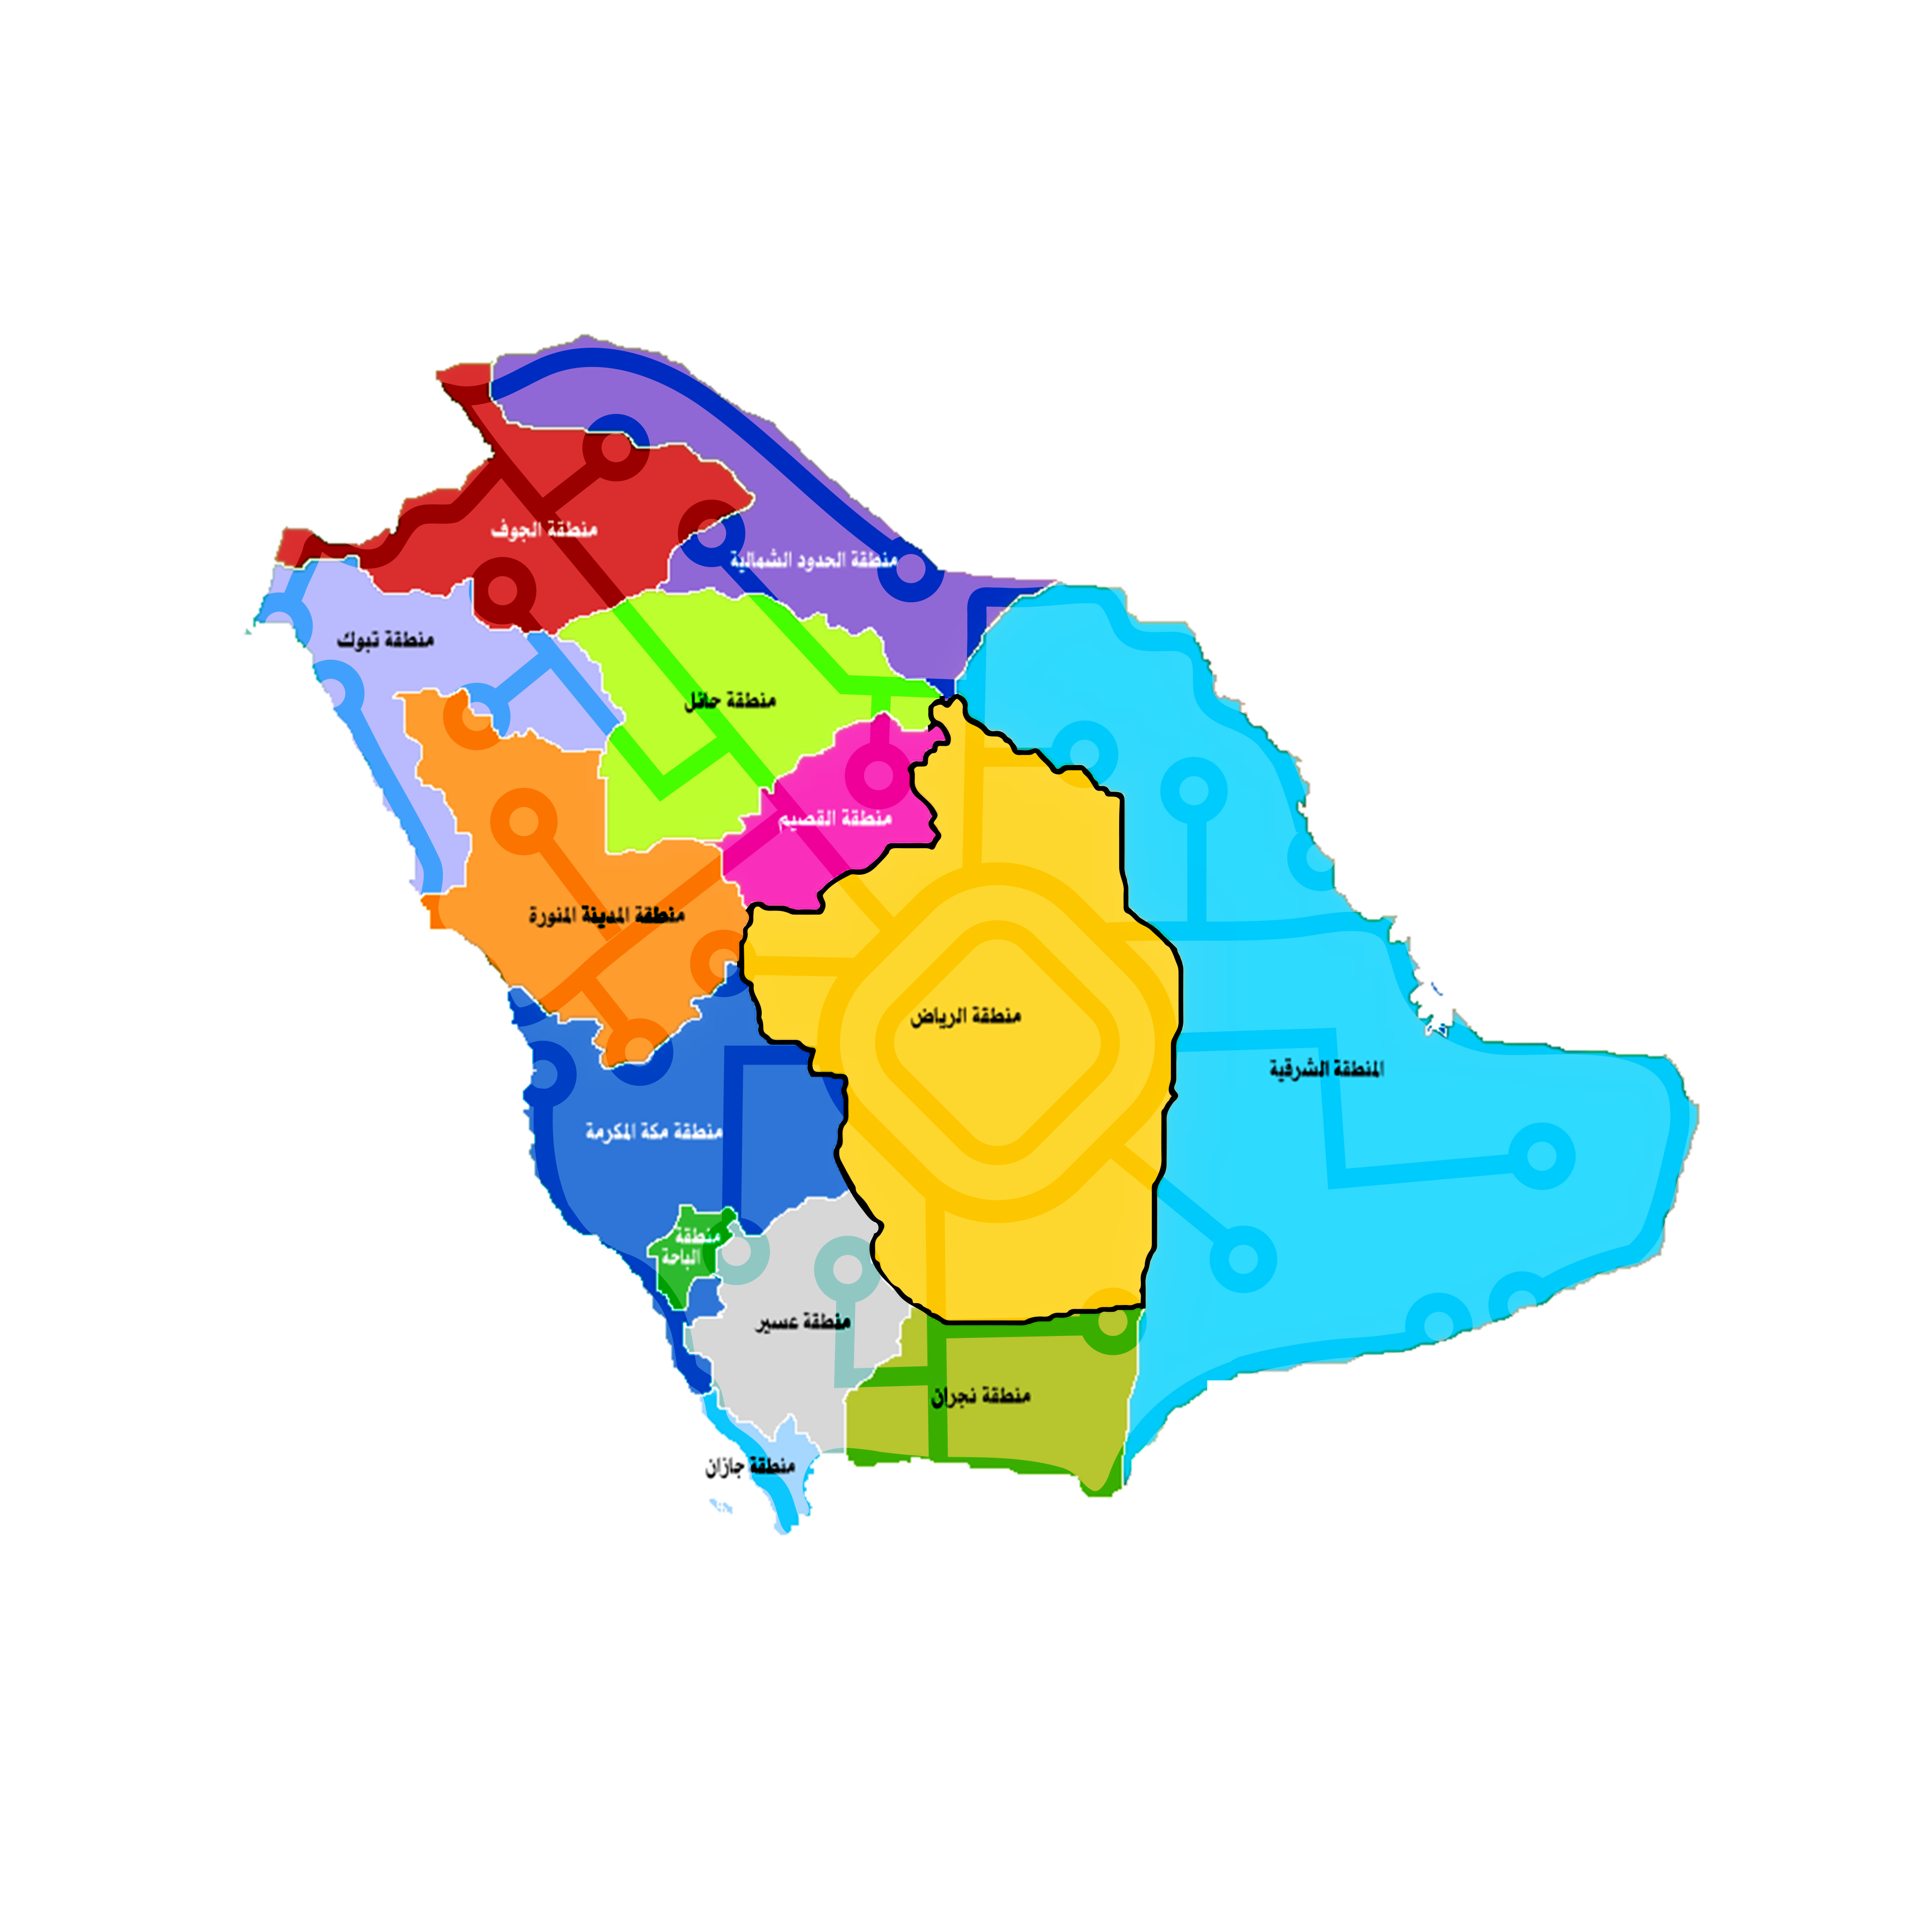 منطقة الجوف
منطقة الحدود الشمالية
منطقة تبوك
منطقة حائل
منطقة القصيم
منطقة المدينة المنورة
منطقة الرياض
المنطقة الشرقية
منطقة مكة المكرمة
منطقة
الباحة
منطقة عسير
منطقة نجران
منطقة جازان